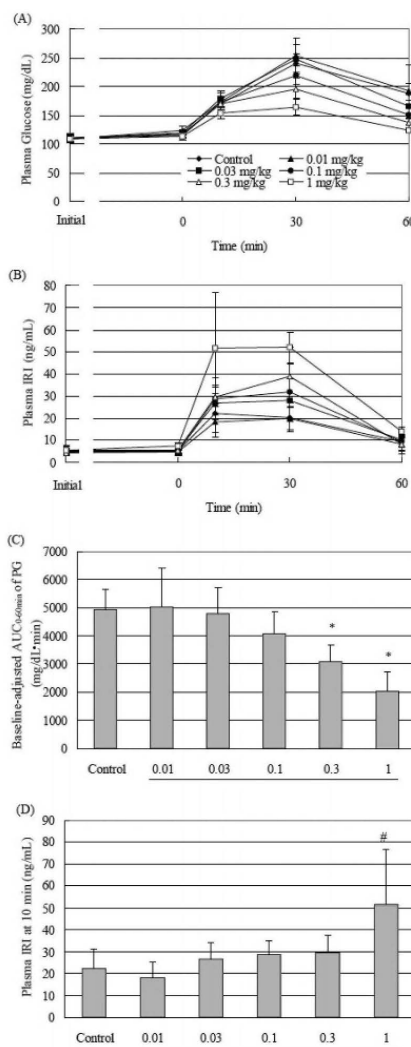 (A)
Plasma Glucose (mg/dL)
300
250
200
150
100
50
0
Control 0.01 mg/kg
0.03 mg/kg 0.1 mg/kg
0.3 mg/kg 1 mg/kg
Initial 0 30 60
Time (min)
(B)
Plasma IRI (ng/mL)
80
70
60
50
40
30
20
10
0
Initial 0 30 60
Time (min)
(C)
Baseline-adjusted AUC0-60min of PG
(mg/dL•min)
7000
6000
5000
4000
3000
2000
1000
0
* *
Control 0.01 0.03 0.1 0.3 1
(D)
Plasma IRI at 10 min (ng/mL)
90
80
70
60
50
40
30
20
10
0
#
Control 0.01 0.03 0.1 0.3 1